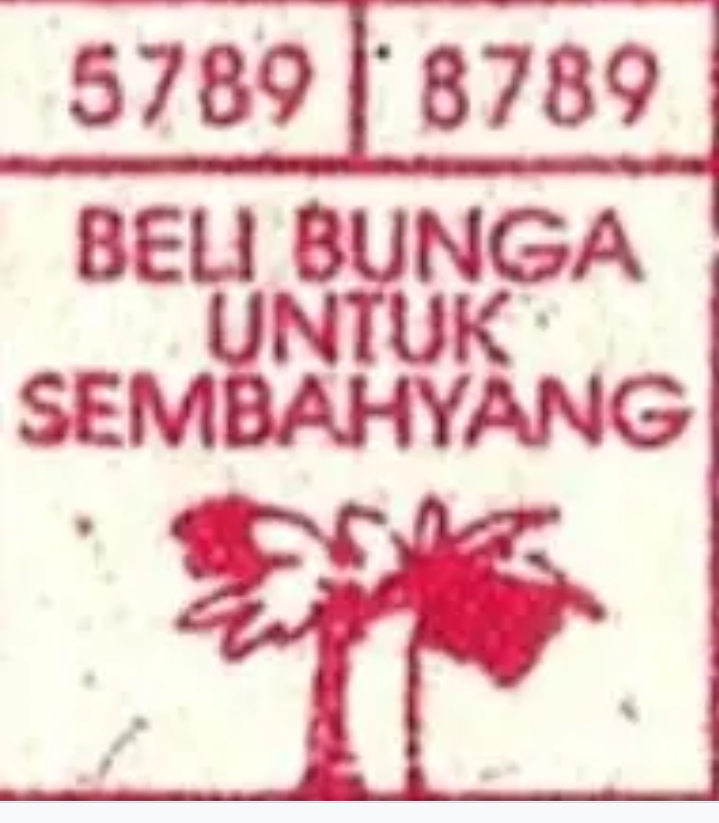 5789 8789
BELI BUNGA
UNTUK
SEMBAHYANG